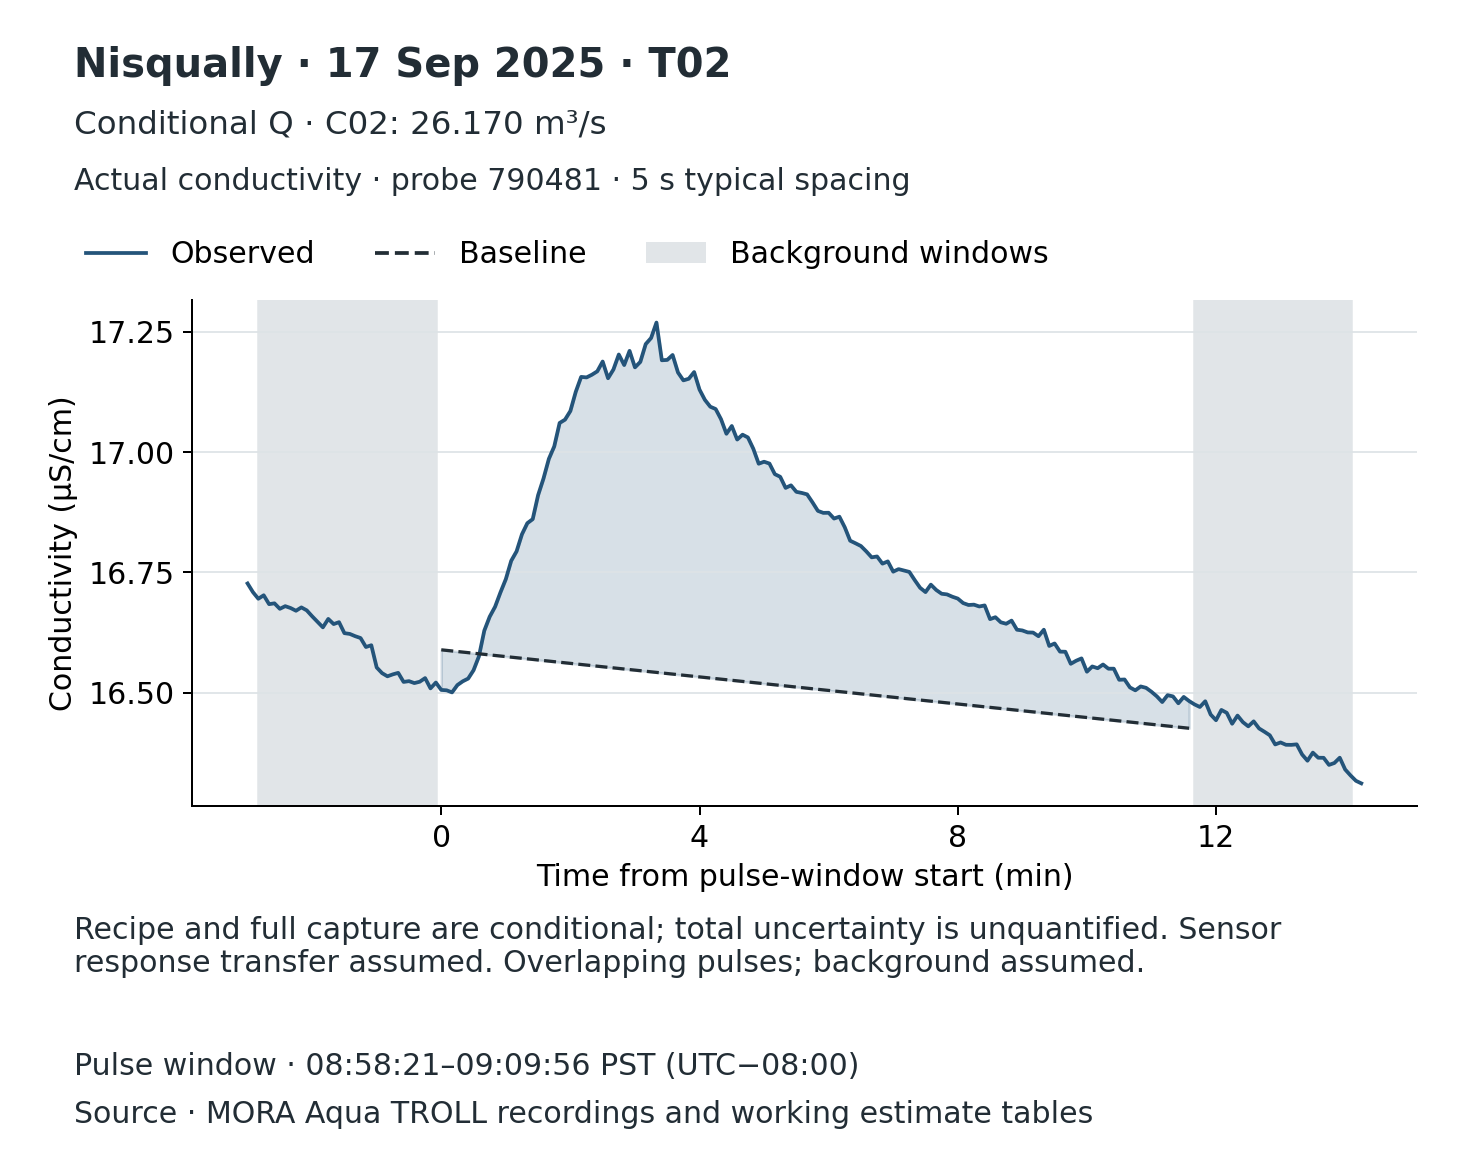 Nisqually · 17 Sep 2025 · T02
Conditional Q · C02: 26.170 m³/s
Actual conductivity · probe 790481 · 5 s typical spacing
Observed
Baseline
Background windows
Conductivity (µS/cm)
17.25
17.00
16.75
16.50
0
4
8
12
Time from pulse-window start (min)
Recipe and full capture are conditional; total uncertainty is unquantified. Sensor
response transfer assumed. Overlapping pulses; background assumed.
Pulse window · 08:58:21–09:09:56 PST (UTC−08:00)
Source · MORA Aqua TROLL recordings and working estimate tables